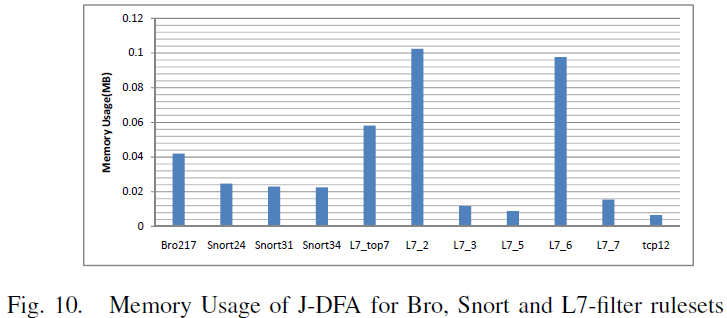 0.12
0.1
0.08
0.06
0.04
0.02
0
Memory Usage(MB)
Bro217 Snort24 Snort31 Snort34 L7_top7 L7_2 L7_3 L7_5 L7_6 L7_7 tcp12
Fig. 10. Memory Usage of J-DFA for Bro, Snort and L7-filter rulesets